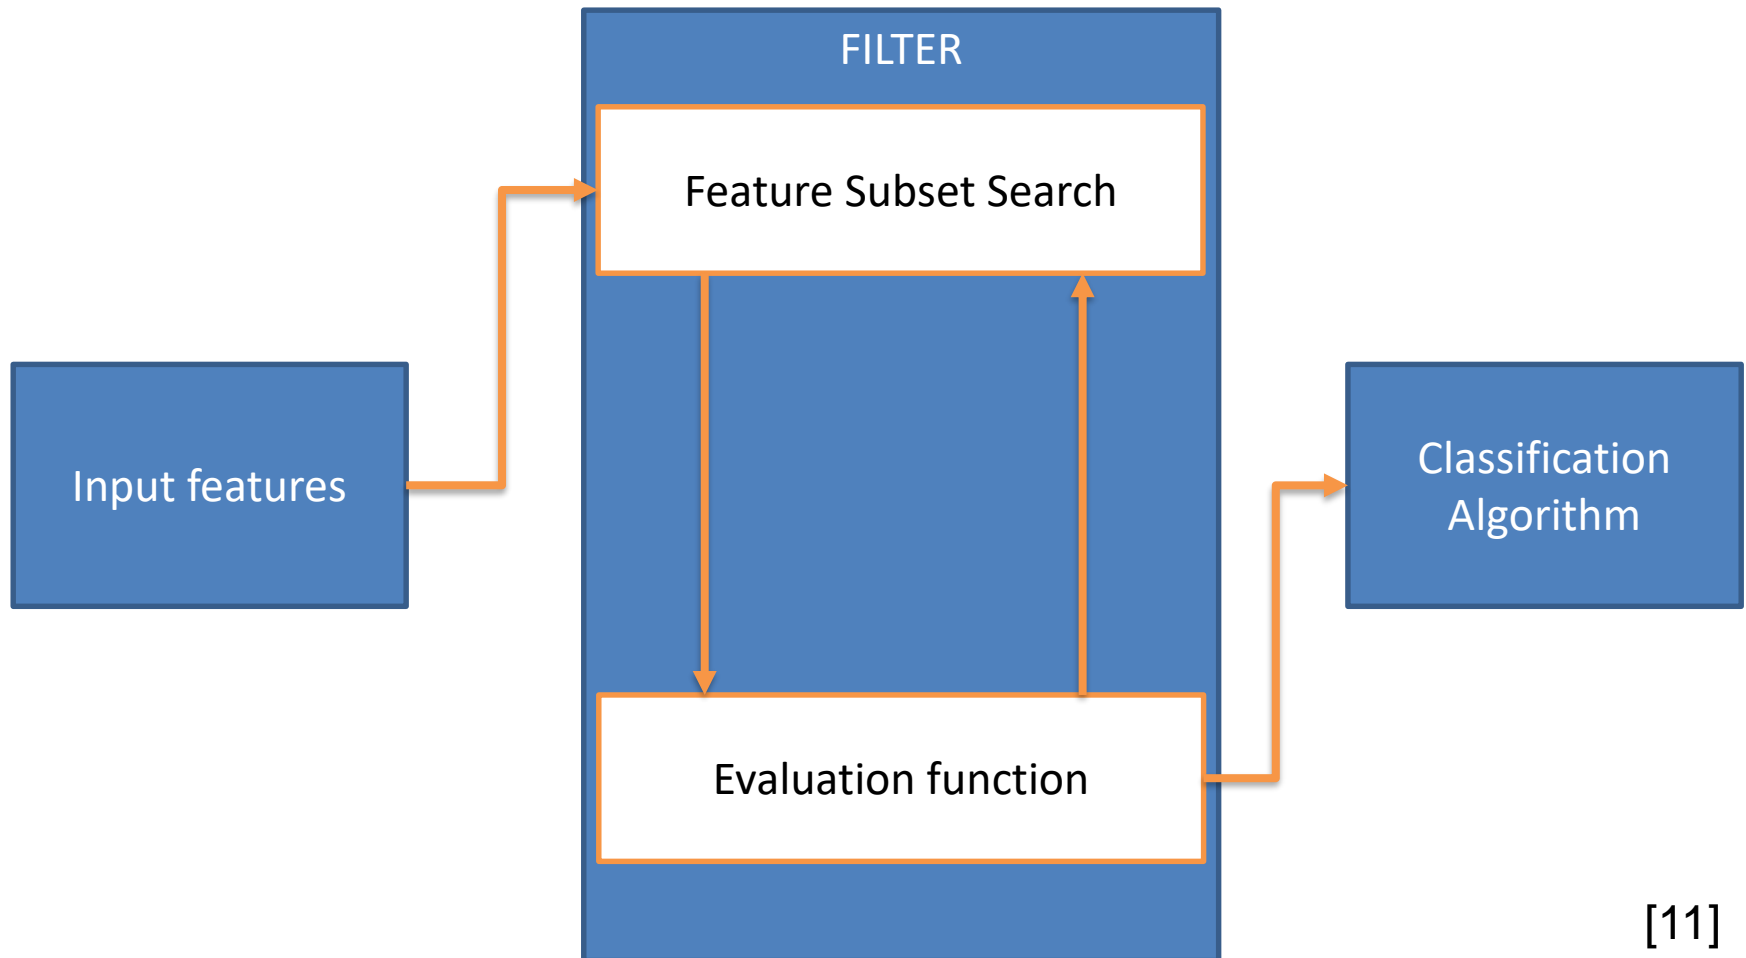 FILTER
Feature Subset Search
Input features
Classification
Algorithm
Evaluation function
[11]